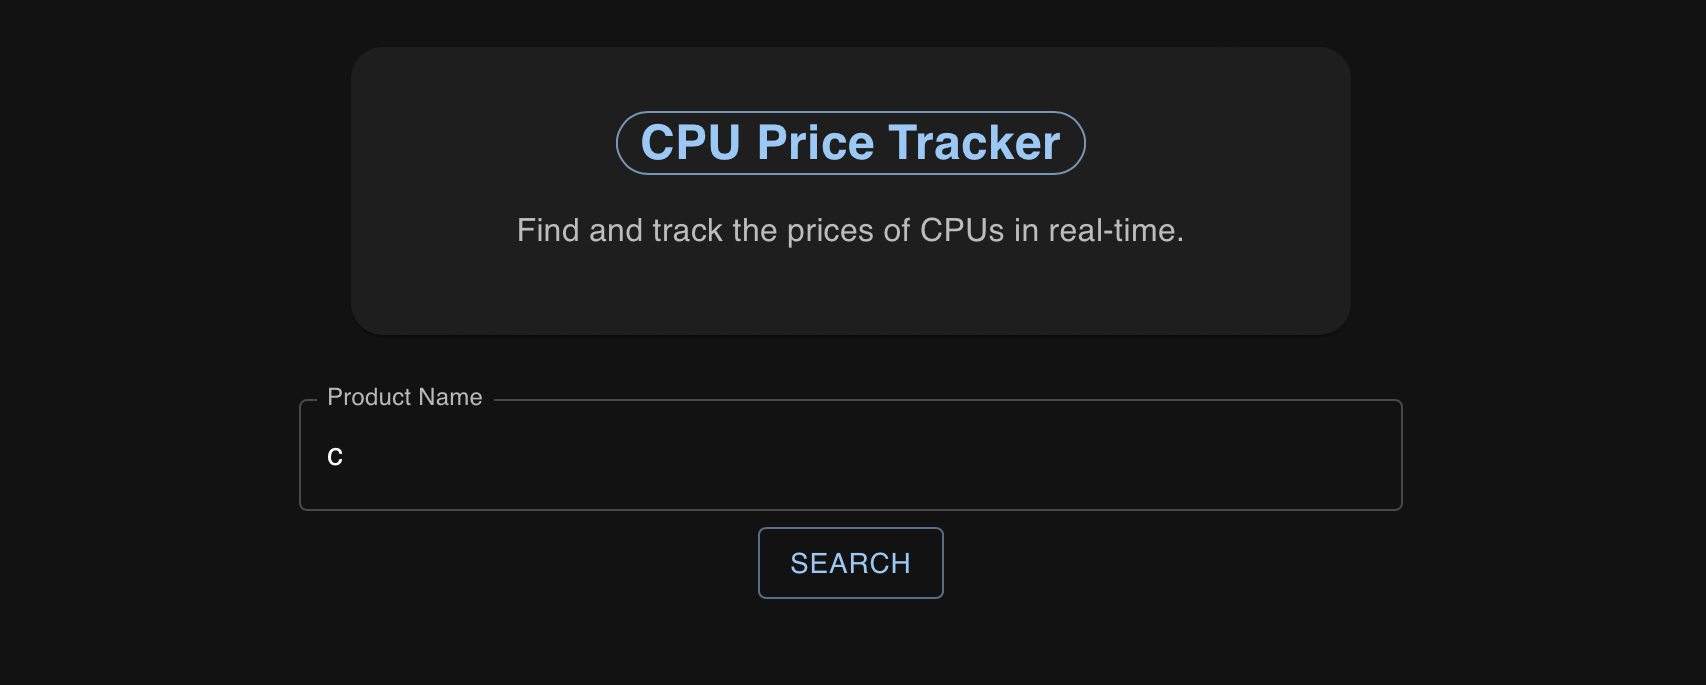 CPU Price Tracker
Find and track the prices of CPUs in real-time.
Product Name
c
SEARCH